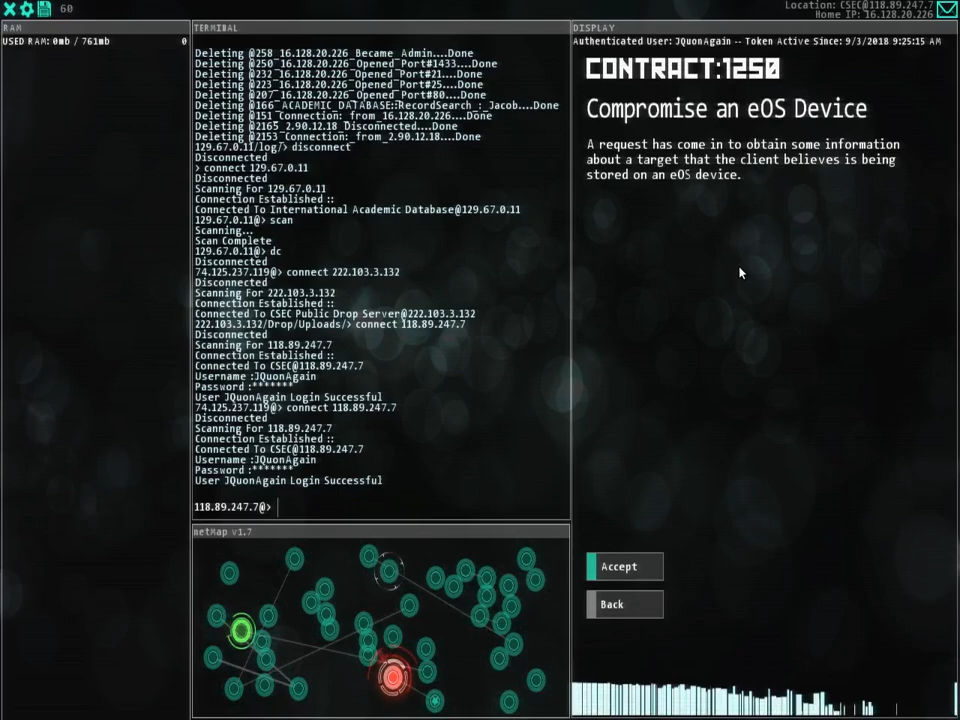 60
Location: CSEC@118.89.247.7
Home IP: 16.128.20.226
RAM
USED RAM: 0mb / 761mb 0
TERMINAL
Deleting @258_16.128.20.226_Became_Admin....Done
Deleting @250_16.128.20.226_Opened_Port#1433....Done
Deleting @232_16.128.20.226_Opened_Port#21....Done
Deleting @223_16.128.20.226_Opened_Port#25....Done
Deleting @207_16.128.20.226_Opened_Port#80....Done
Deleting @166_ACADEMIC_DATABASE::RecordSearch_:_Jacob....Done
Deleting @151_Connection:_from_16.128.20.226....Done
Deleting @2165_2.90.12.18_Disconnected....Done
Deleting @2153_Connection:_from_2.90.12.18....Done
129.67.0.11/log/> disconnect
Disconnected
> connect 129.67.0.11
Disconnected
Scanning For 129.67.0.11
Connection Established ::
Connected To International Academic Database@129.67.0.11
129.67.0.11@> scan
Scanning...
Scan Complete
129.67.0.11@> dc
Disconnected
74.125.237.119@> connect 222.103.3.132
Disconnected
Scanning For 222.103.3.132
Connection Established ::
Connected To CSEC Public Drop Server@222.103.3.132
222.103.3.132/Drop/Uploads/> connect 118.89.247.7
Disconnected
Scanning For 118.89.247.7
Connection Established ::
Connected To CSEC@118.89.247.7
Username :JQuonAgain
Password :*******
User JQuonAgain Login Successful
74.125.237.119@> connect 118.89.247.7
Disconnected
Scanning For 118.89.247.7
Connection Established ::
Connected To CSEC@118.89.247.7
Username :JQuonAgain
Password :*******
User JQuonAgain Login Successful
118.89.247.7@>
netMap v1.7
DISPLAY
Authenticated User: JQuonAgain -- Token Active Since: 9/3/2018 9:25:15 AM
CONTRACT:1250
Compromise an eOS Device
A request has come in to obtain some information
about a target that the client believes is being
stored on an eOS device.
Accept
Back